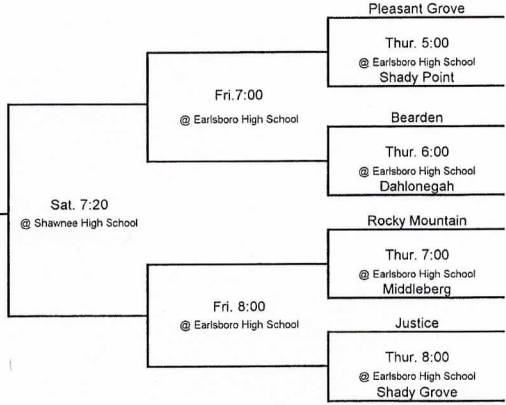 Pleasant Grove
Thur. 5:00
@ Earlsboro High School
Shady Point
Fri.7:00
@ Earlsboro High School
Bearden
Thur. 6:00
@ Earlsboro High School
Dahlonegah
Sat. 7:20
@ Shawnee High School
Rocky Mountain
Thur. 7:00
@ Earlsboro High School
Middleberg
Fri. 8:00
@ Earlsboro High School
Justice
Thur. 8:00
@ Earlsboro High School
Shady Grove